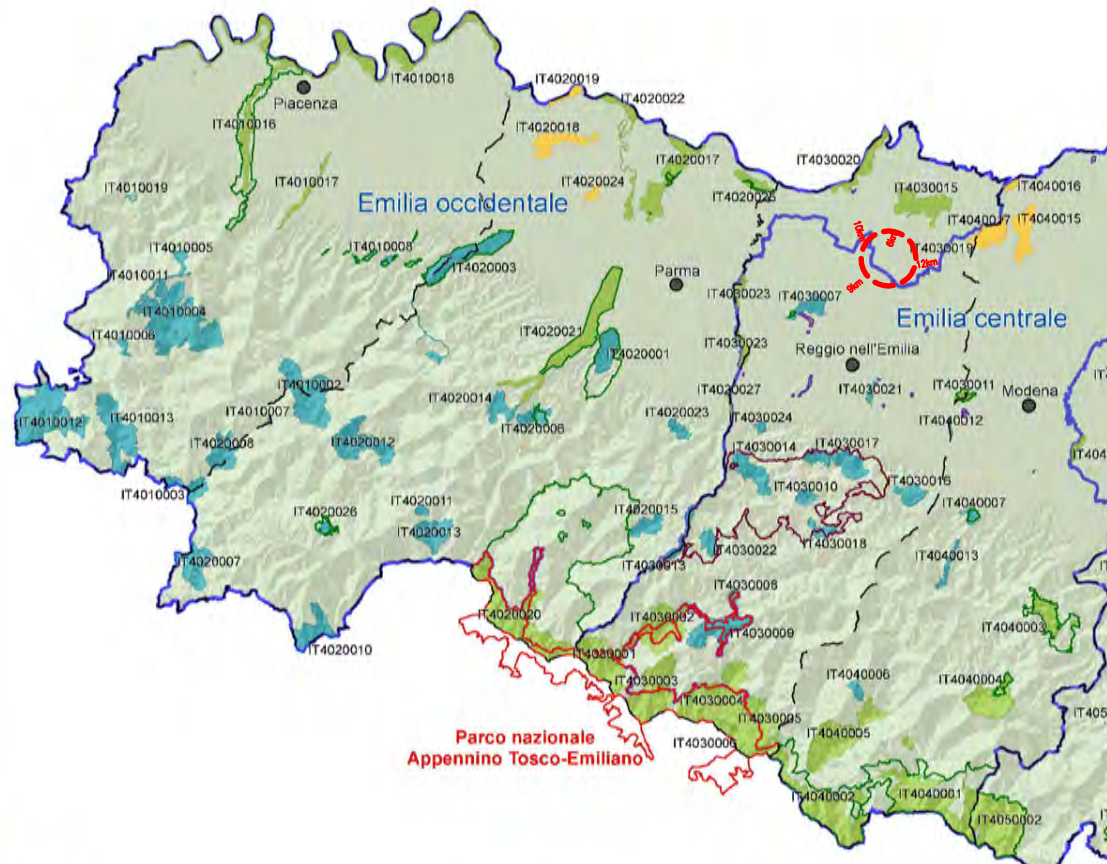 IT4010018
IT4020019
IT4020022
Piacenza
IT4010016
IT4020018
IT4020017
IT4030020
IT4010019
IT4010017
IT4020024
IT4020025
IT4030015
IT4040016
Emilia occidentale
IT4040017
IT4040015
10km
IT4030019
12km
9km
IT4010005
IT4010008
IT4020003
IT4010011
Parma
IT4030023
IT4030007
IT4010004
Emilia centrale
IT4010006
IT4020021
IT4020001
IT4030023
Reggio nell'Emilia
IT4010002
IT4020027
IT4030021
IT4030011
Modena
IT4010012
IT4010013
IT4010007
IT4020014
IT4020006
IT4020023
IT4030024
IT4040012
IT4020008
IT4020012
IT4030014
IT4030017
IT4010003
IT4030010
IT4030016
IT4020026
IT4020011
IT4020013
IT4020015
IT4030018
IT4040007
IT4030022
IT4020007
IT4030013
IT4040013
IT4030008
IT4020020
IT4030002
IT4030009
IT4040003
IT4020010
IT4030001
IT4030003
IT4040006
IT4040004
IT4030004
IT4030005
IT4040005
Parco nazionale
Appennino Tosco-Emiliano
IT4030006
IT4040002
IT4040001
IT4050002